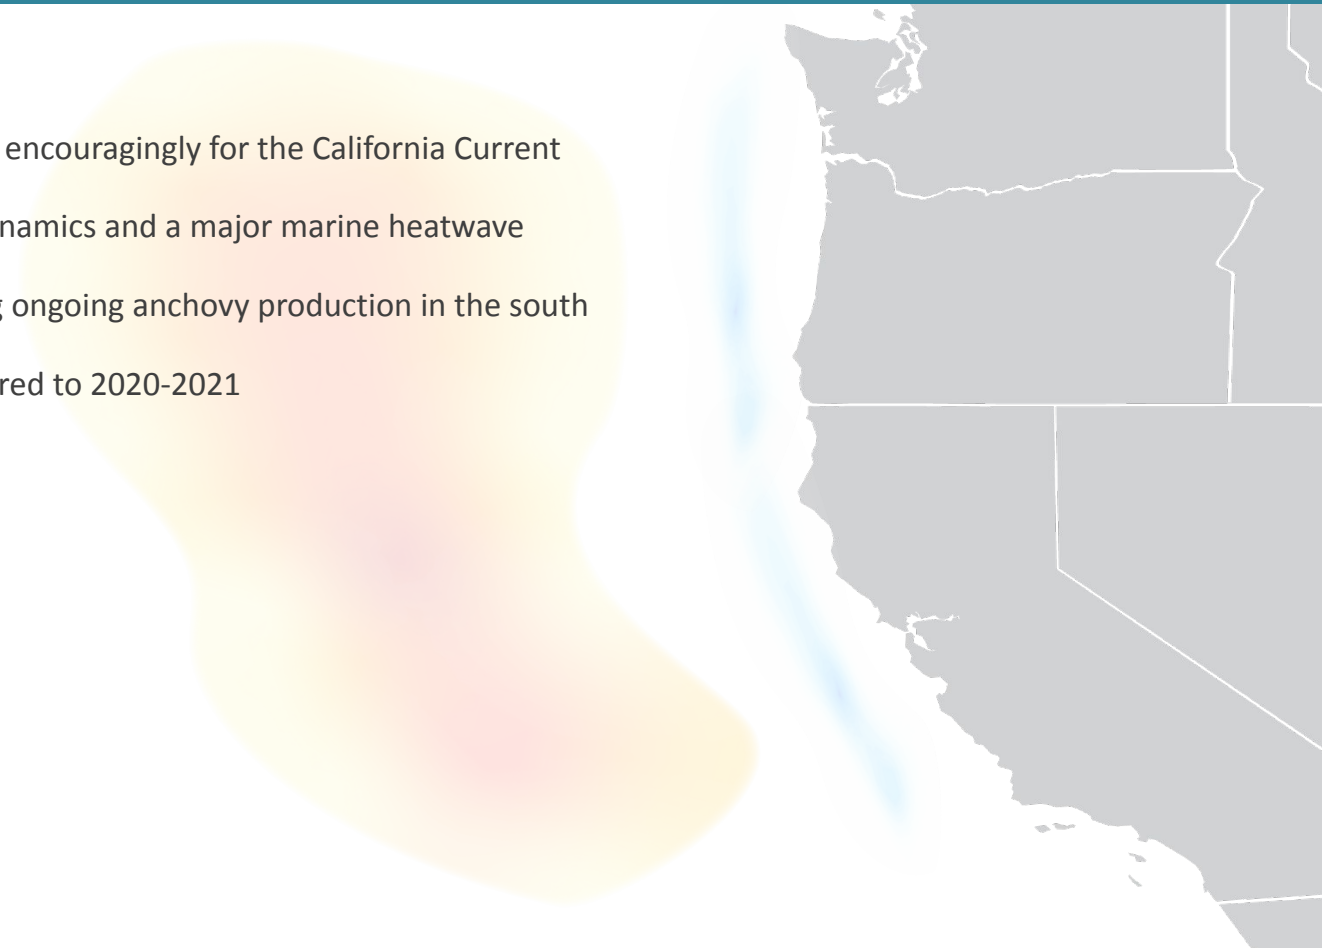 encouragingly for the California Current
namics and a major marine heatwave
g ongoing anchovy production in the south
red to 2020-2021